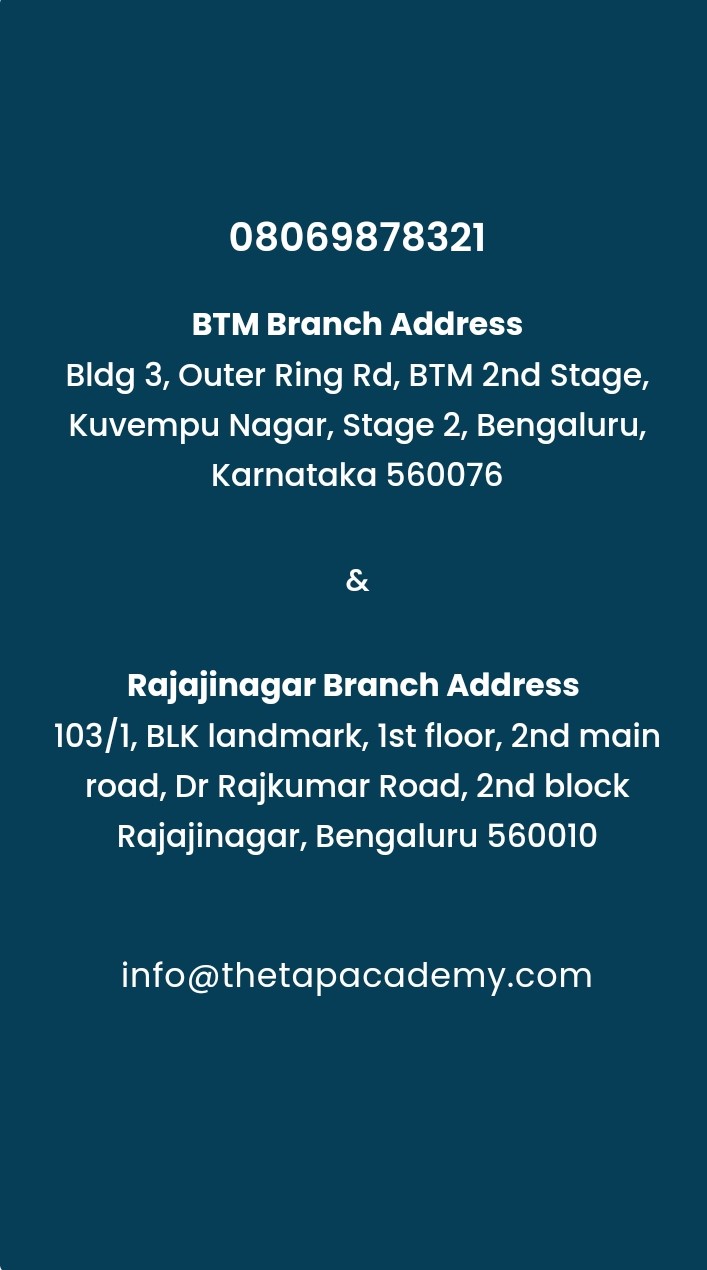 08069878321
BTM Branch Address
Bldg 3, Outer Ring Rd, BTM 2nd Stage,
Kuvempu Nagar, Stage 2, Bengaluru,
Karnataka 560076
&
Rajajinagar Branch Address
103/1, BLK landmark, 1st floor, 2nd main
road, Dr Rajkumar Road, 2nd block
Rajajinagar, Bengaluru 560010
info@thetapacademy.com